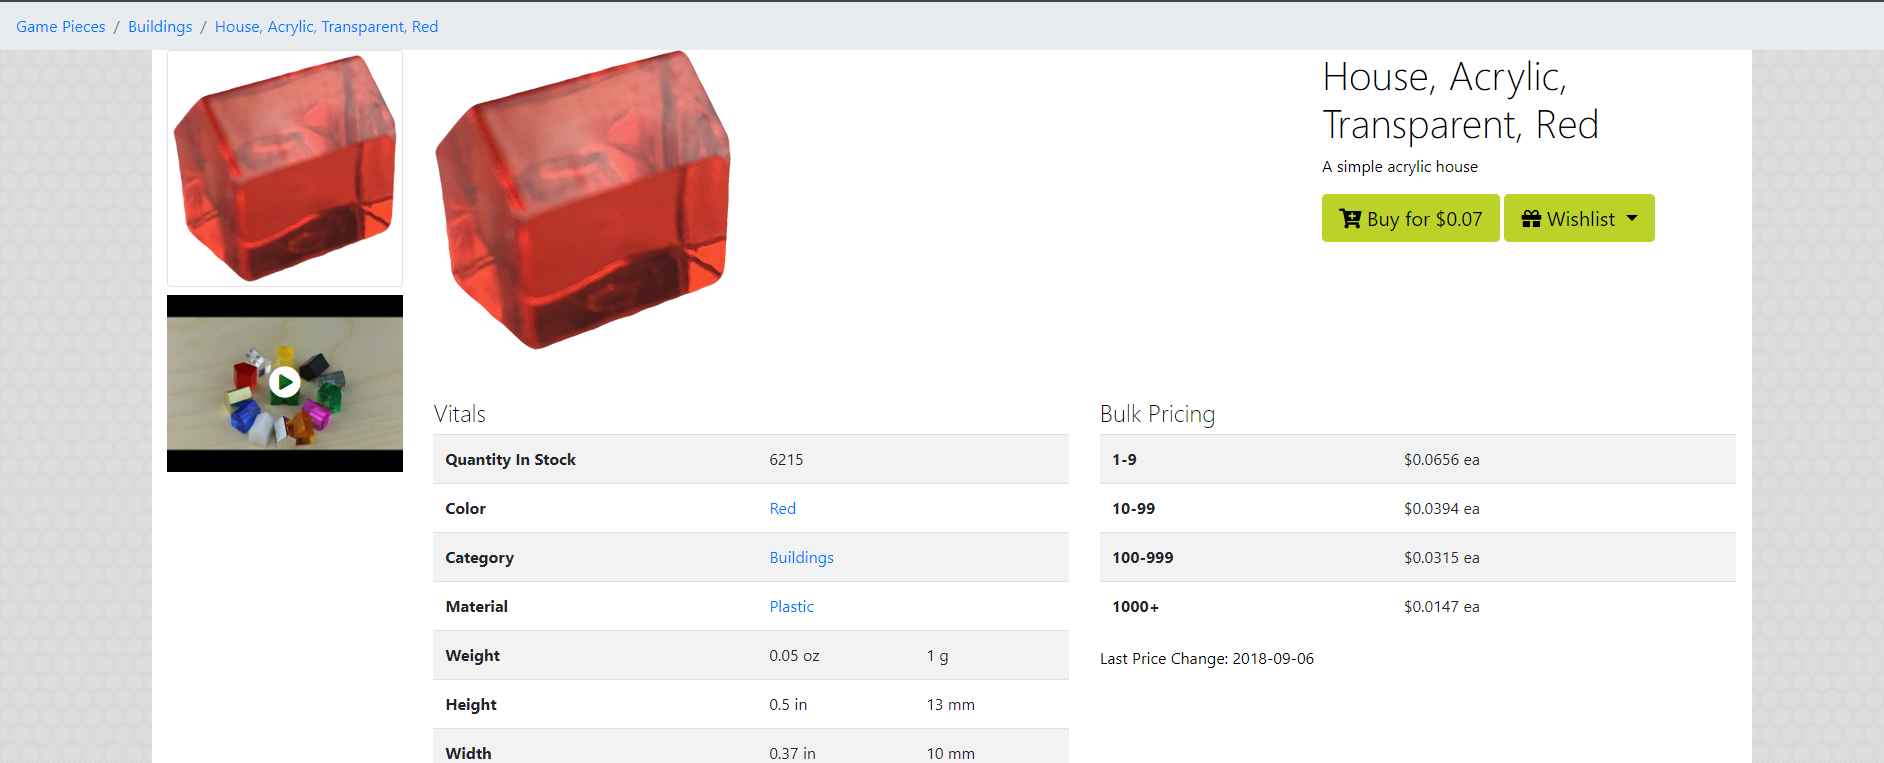 Game Pieces / Buildings / House, Acrylic, Transparent, Red
House, Acrylic,
Transparent, Red
A simple acrylic house
Buy for $0.07
Wishlist
Vitals
Quantity In Stock 6215
Color Red
Category Buildings
Material Plastic
Weight 0.05 oz 1 g
Height 0.5 in 13 mm
Width 0.37 in 10 mm
Bulk Pricing
1-9 $0.0656 ea
10-99 $0.0394 ea
100-999 $0.0315 ea
1000+ $0.0147 ea
Last Price Change: 2018-09-06